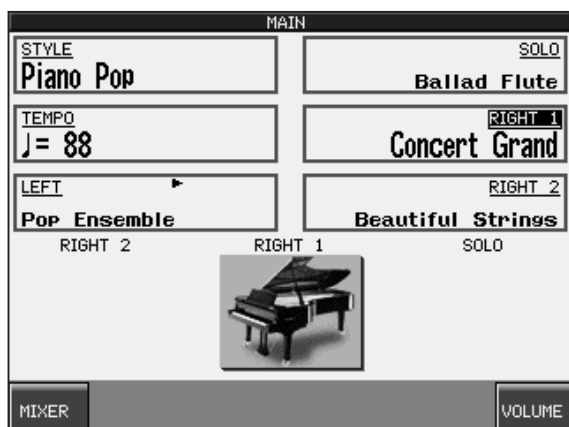 MAIN
STYLE
Piano Pop
SOLO
Ballad Flute
TEMPO
♩= 88
RIGHT 1
Concert Grand
LEFT
Pop Ensemble
RIGHT 2
Beautiful Strings
RIGHT 2 RIGHT 1 SOLO
MIXER VOLUME